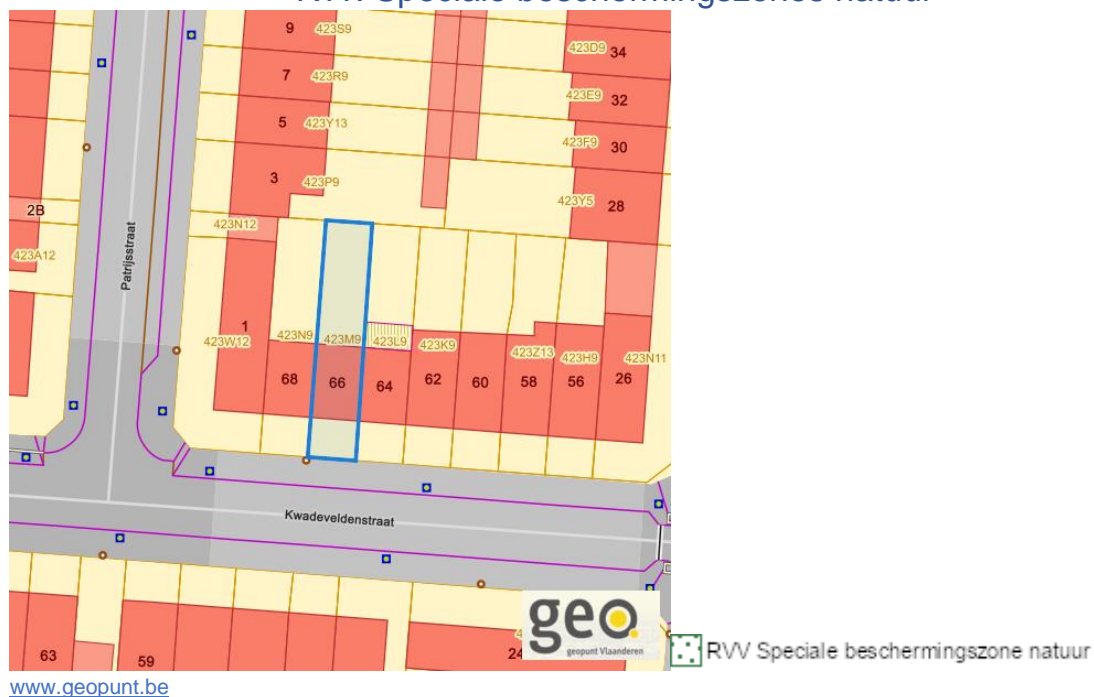 RVV Speciale beschermingszones natuur
9 423S9
423D9 34
7 423R9
423E9 32
5 423Y13
423F9 30
3 423P9
423Y5 28
2B
423N12
423A12
Patrijsstraat
1
423W12
423N9 423M9 423L9 423K9
423Z13 423H9 423N11
68 66 64 62 60 58 56 26
Kwadeveldenstraat
63
59
24
geo
geopunt Vlaanderen
RVV Speciale beschermingszone natuur
www.geopunt.be